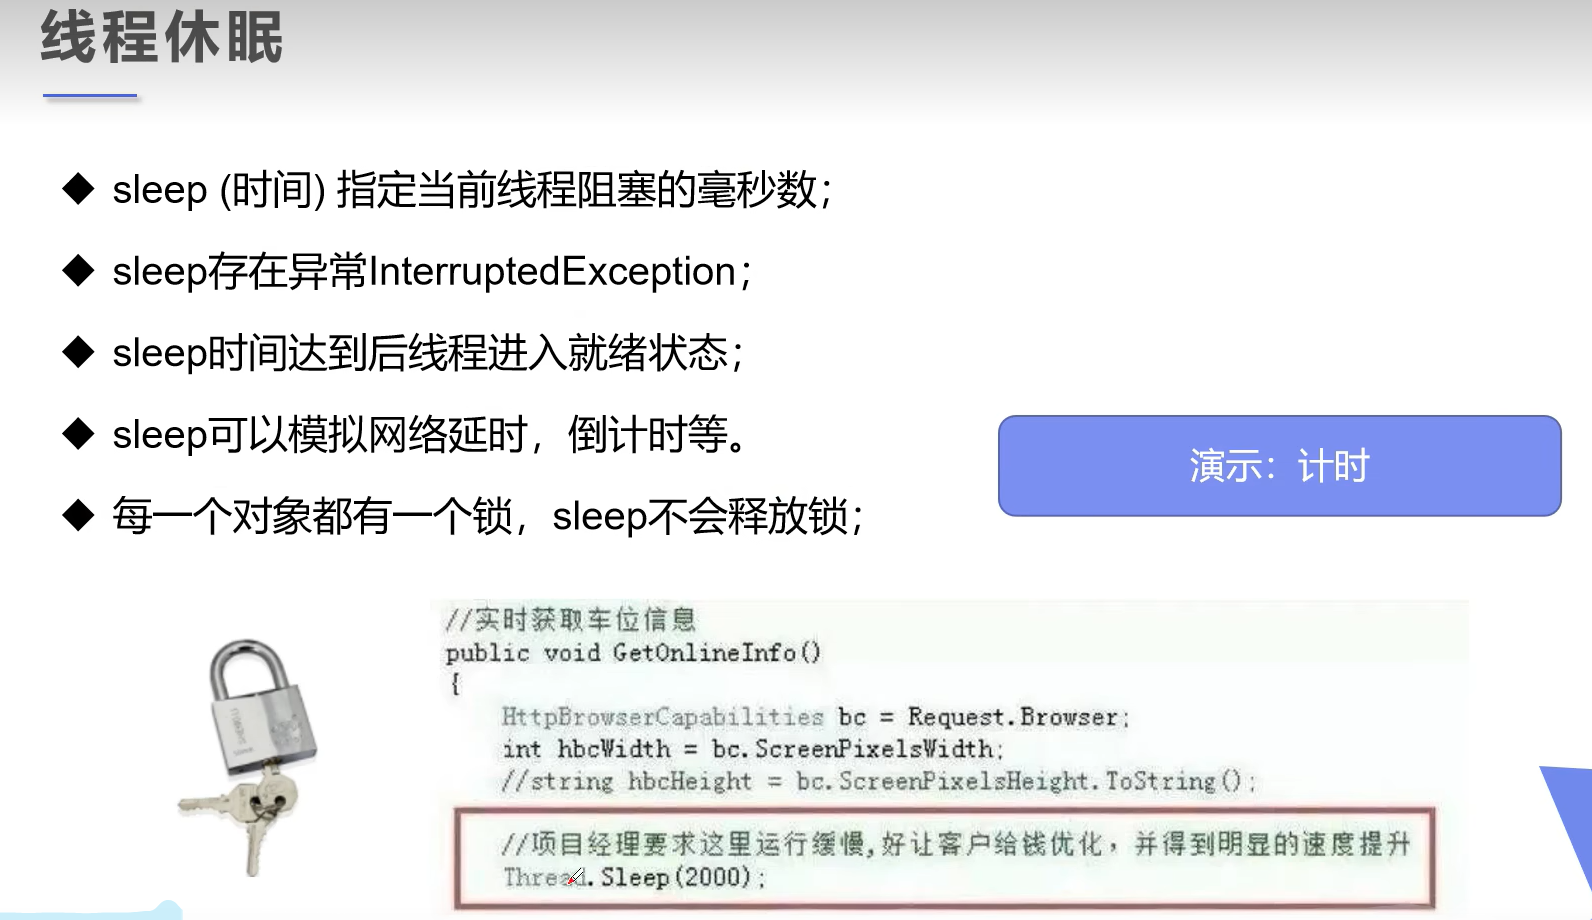 线程休眠
sleep (时间) 指定当前线程阻塞的毫秒数；
sleep存在异常InterruptedException；
sleep时间达到后线程进入就绪状态；
sleep可以模拟网络延时，倒计时等。
每一个对象都有一个锁，sleep不会释放锁；
演示：计时
//实时获取车位信息
public void GetOnlineInfo()
{
HttpBrowserCapabilities bc = Request.Browser;
int hbcWidth = bc.ScreenPixelsWidth;
//string hbcHeight = bc.ScreenPixelsHeight.ToString();
//项目经理要求这里运行缓慢,好让客户给钱优化，并得到明显的速度提升
Thread.Sleep(2000);